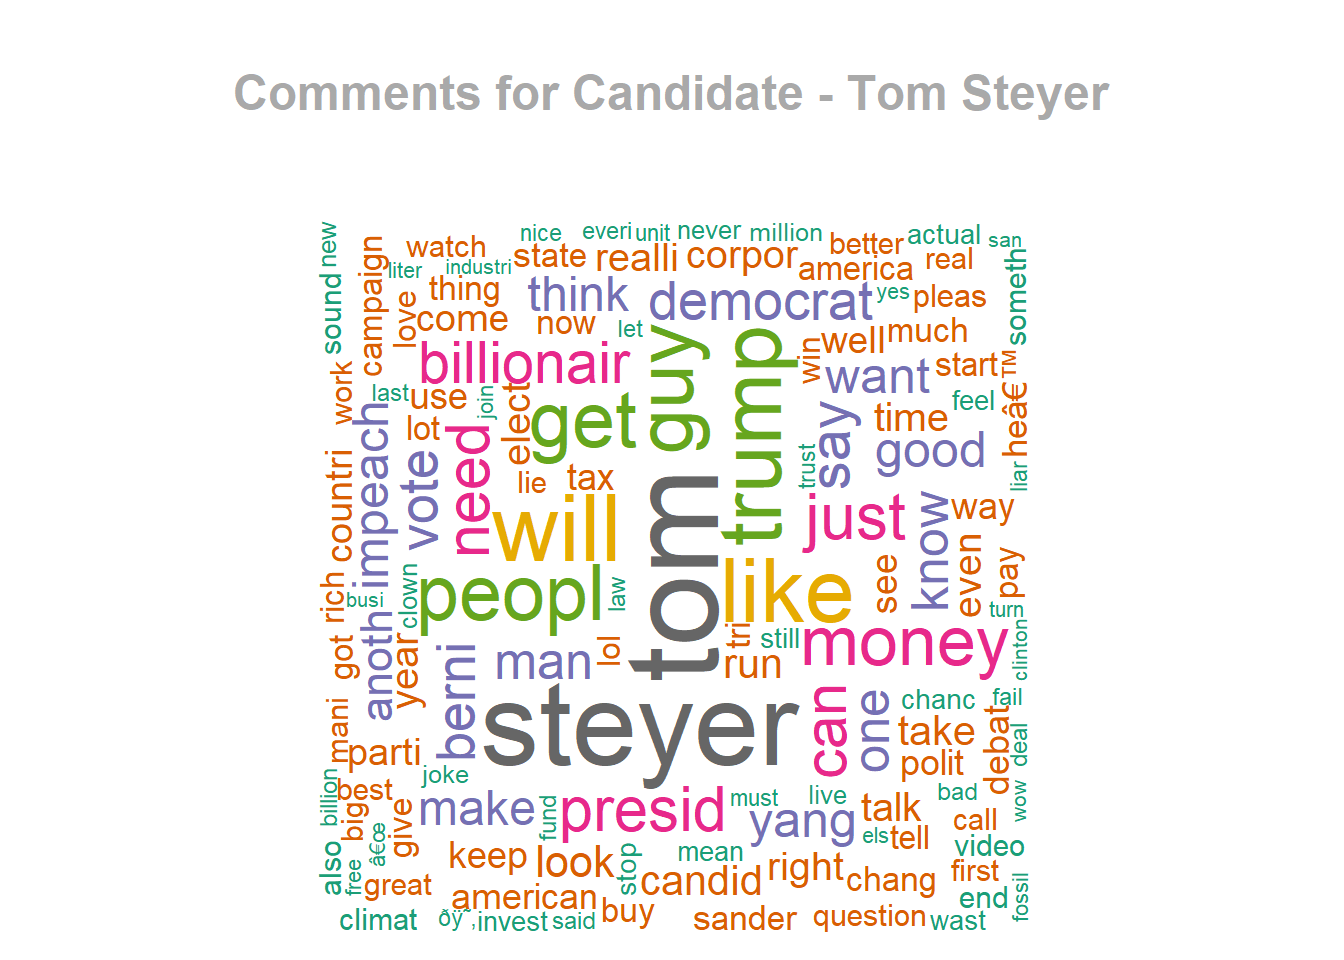 Comments for Candidate - Tom Steyer
nice everi unit never million better actual san
new watch state realli corpor america real
liter industri
sound campaign love thing think democrat yes pleas someth
come now let guy trump win well much
billionair want start
work last use join elect get say time feel heâ€™
lot need good
impeach vote lie tax trust liar
countri will tom just know way
rich busi clown peopl law like see even pay turn
got anoth year man lol run tri still money clinton
berni steyer can one chanc fail
mani parti take debat deal
joke polit
billion best make fund presid must live yang talk bad wow
big give els tell call
also free â€œ keep look stop mean video
great american candid right chang first fossil
climat ðŸ˜‚ invest said buy sander question end wast